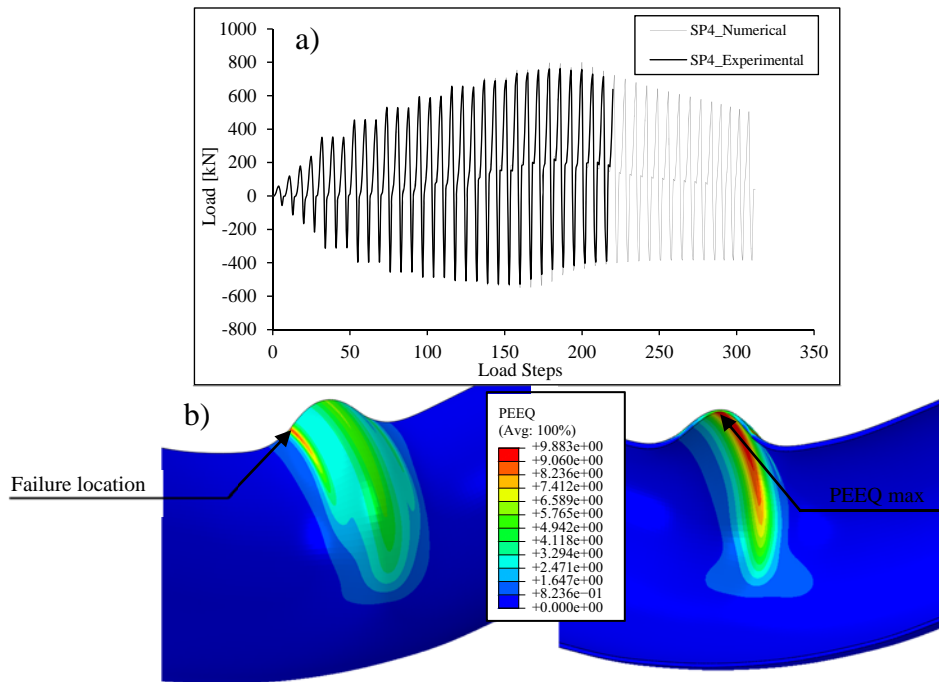 a)
SP4_Numerical
SP4_Experimental
1000
800
600
400
200
0
-200
-400
-600
-800
Load [kN]
0 50 100 150 200 250 300 350
Load Steps
b)
PEEQ
(Avg: 100%)
+9.883e+00
+9.060e+00
+8.236e+00
+7.412e+00
+6.589e+00
+5.765e+00
+4.942e+00
+4.118e+00
+3.294e+00
+2.471e+00
+1.647e+00
+8.236e−01
+0.000e+00
Failure location
PEEQ max